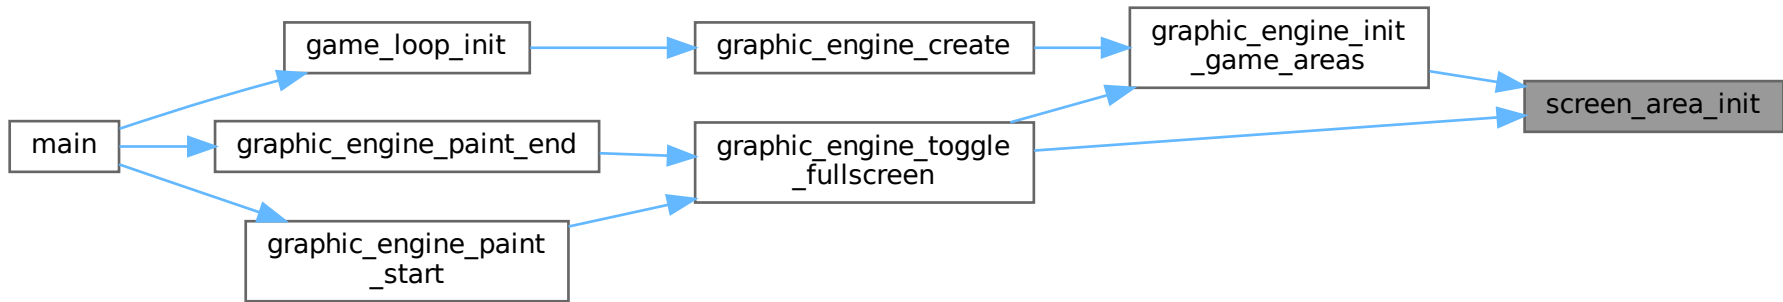 main
game_loop_init
graphic_engine_paint_end
graphic_engine_paint
_start
graphic_engine_create
graphic_engine_toggle
_fullscreen
graphic_engine_init
_game_areas
screen_area_init